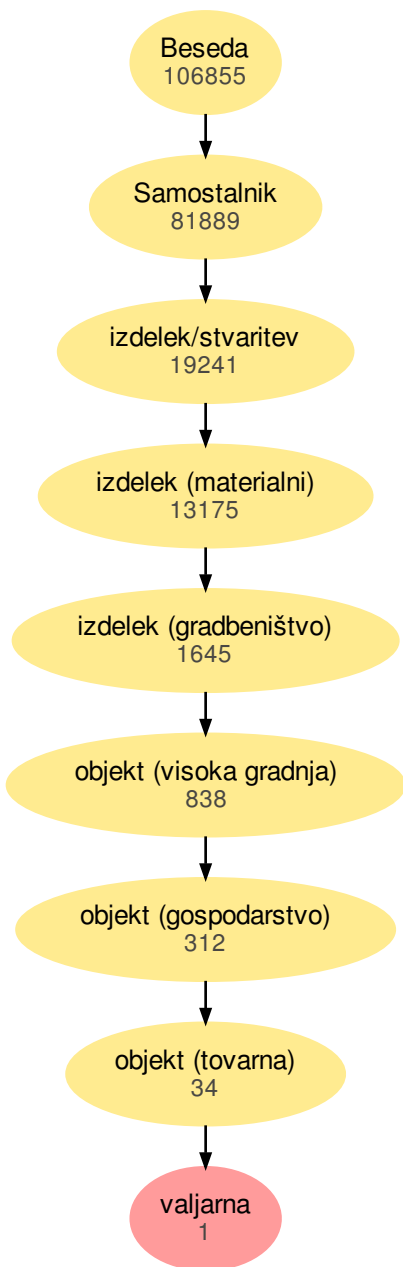 Beseda
106855
Samostalnik
81889
izdelek/stvaritev
19241
izdelek (materialni)
13175
izdelek (gradbeništvo)
1645
objekt (visoka gradnja)
838
objekt (gospodarstvo)
312
objekt (tovarna)
34
valjarna
1